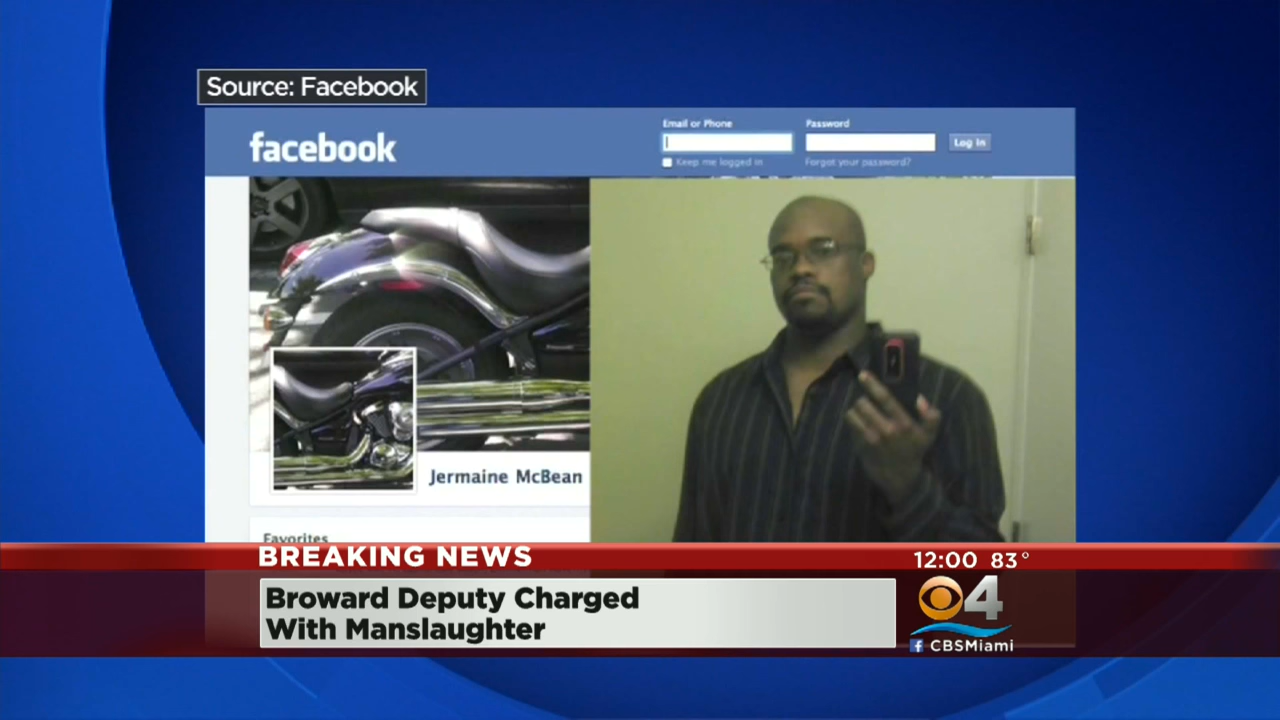 Source: Facebook
facebook
Email or Phone
Password
Log In
Keep me logged in
Forgot your password?
Jermaine McBean
Favorites
BREAKING NEWS
12:00 83°
Broward Deputy Charged
With Manslaughter
4
f CBSMiami